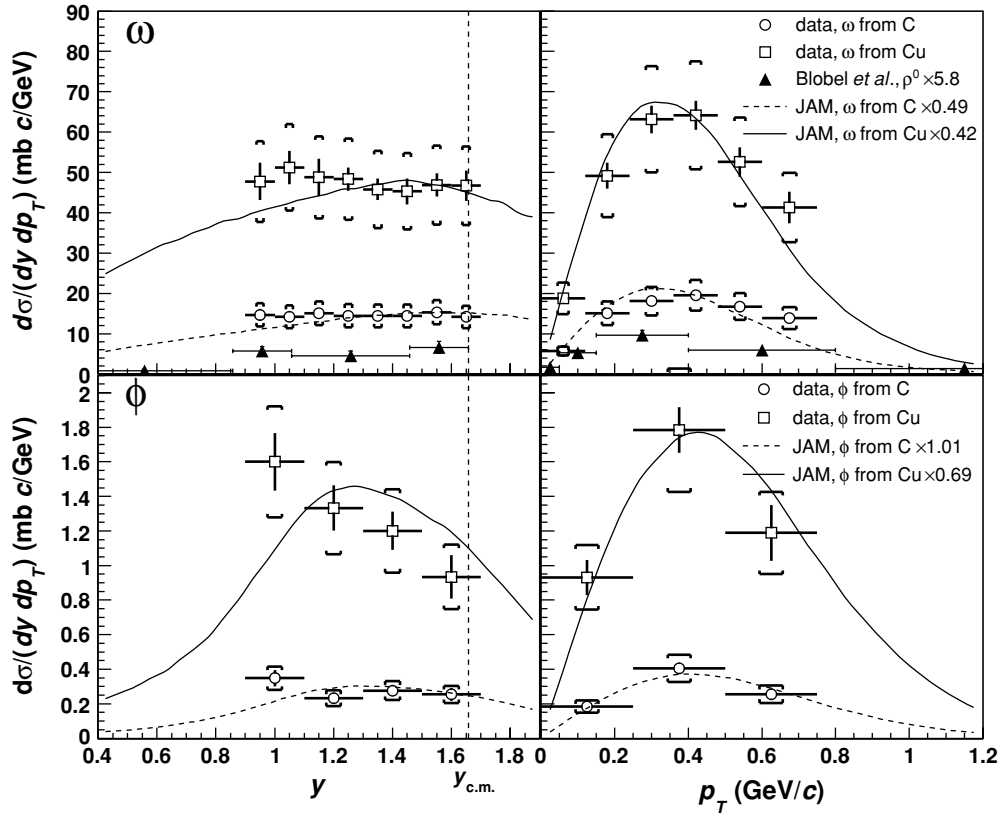 dσ/(dy dp_T) (mb c/GeV)
90
80
70
60
50
40
30
20
10
0
ω
data, ω from C
data, ω from Cu
Blobel et al., ρ⁰ ×5.8
JAM, ω from C ×0.49
JAM, ω from Cu×0.42
dσ/(dy dp_T) (mb c/GeV)
2
1.8
1.6
1.4
1.2
1
0.8
0.6
0.4
0.2
0
ϕ
data, ϕ from C
data, ϕ from Cu
JAM, ϕ from C ×1.01
JAM, ϕ from Cu×0.69
0.4 0.6 0.8 1 1.2 1.4 1.6 1.8
0 0.2 0.4 0.6 0.8 1 1.2
y
y_c.m.
p_T (GeV/c)